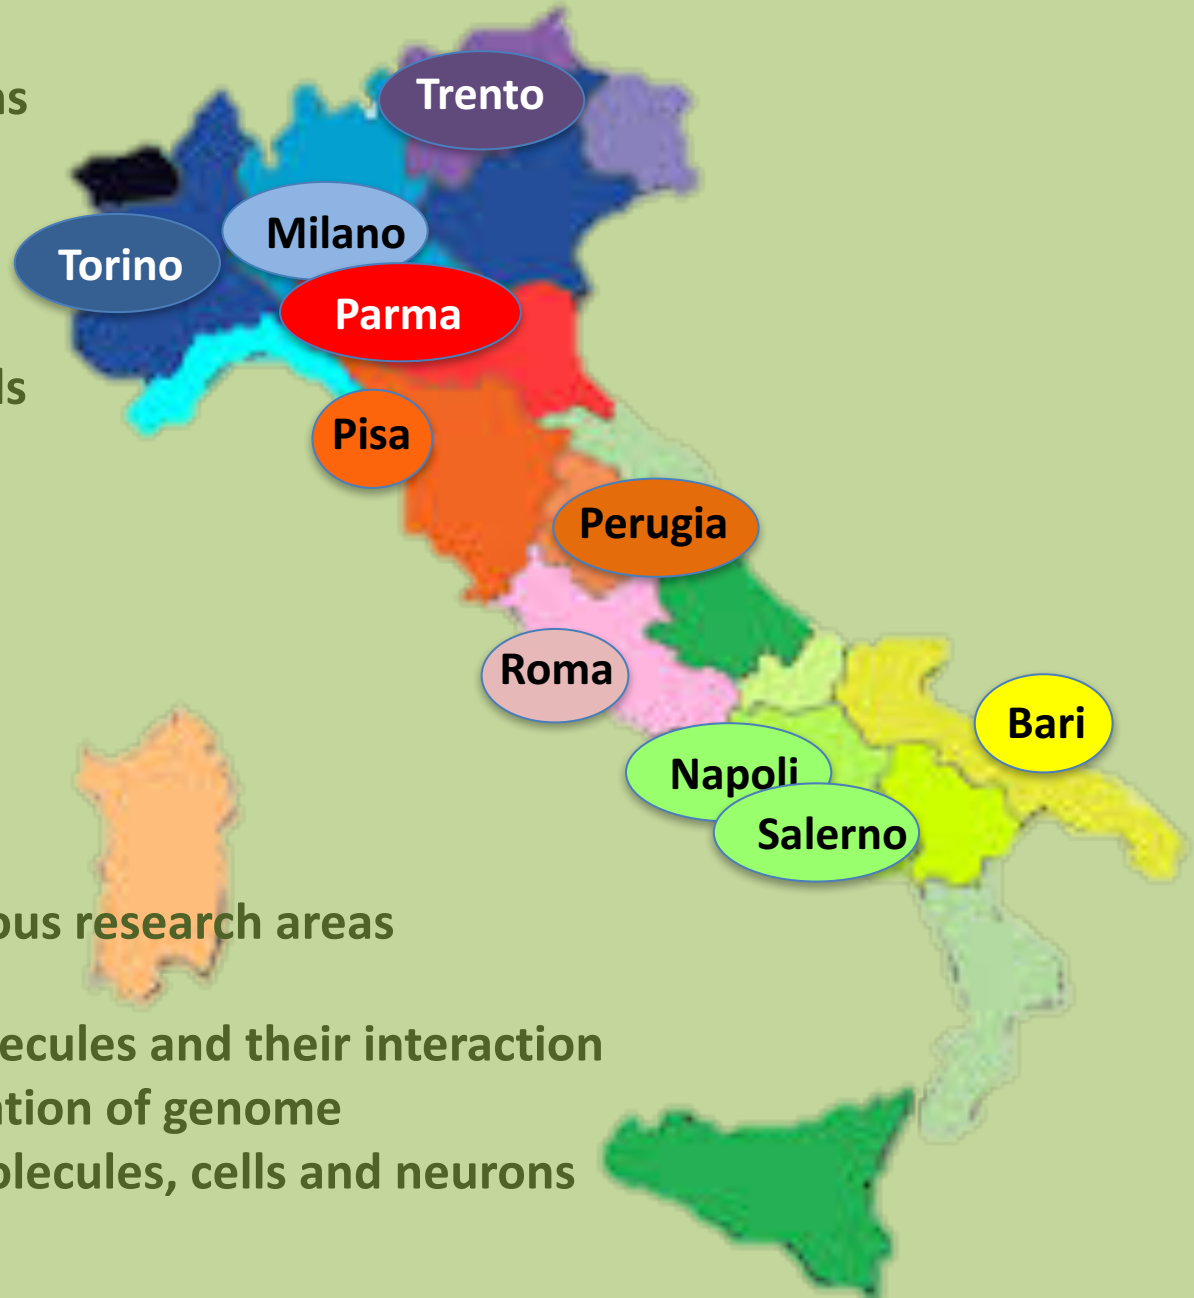 Trento
Milano
Torino
Parma
Pisa
Perugia
Roma
Bari
Napoli
Salerno
research areas
and their interaction
of genome
cells and neurons